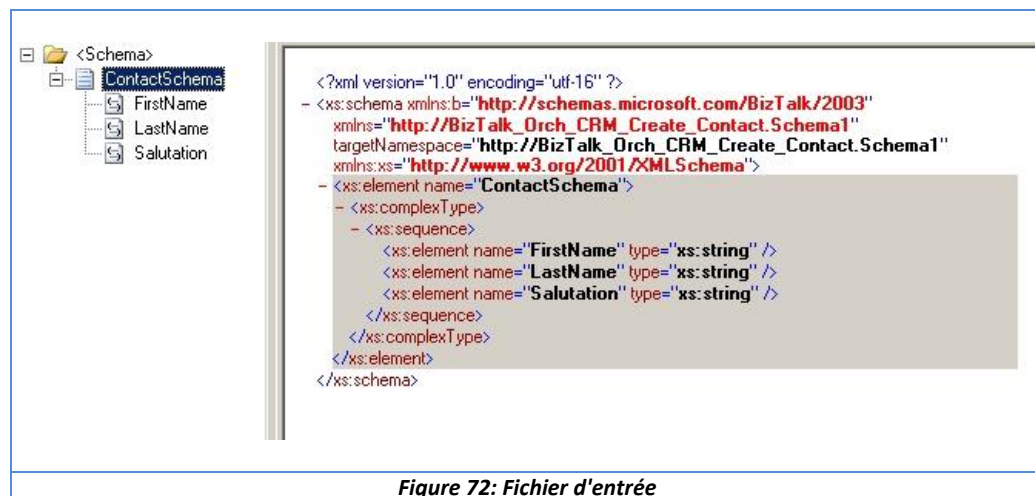 <Schema>
ContactSchema
FirstName
LastName
Salutation
<?xml version="1.0" encoding="utf-16" ?>
- <xs:schema xmlns:b="http://schemas.microsoft.com/BizTalk/2003"
xmlns="http://BizTalk_Orch_CRM_Create_Contact.Schema1"
targetNamespace="http://BizTalk_Orch_CRM_Create_Contact.Schema1"
xmlns:xs="http://www.w3.org/2001/XMLSchema">
- <xs:element name="ContactSchema">
- <xs:complexType>
- <xs:sequence>
<xs:element name="FirstName" type="xs:string" />
<xs:element name="LastName" type="xs:string" />
<xs:element name="Salutation" type="xs:string" />
</xs:sequence>
</xs:complexType>
</xs:element>
</xs:schema>
Figure 72: Fichier d'entrée